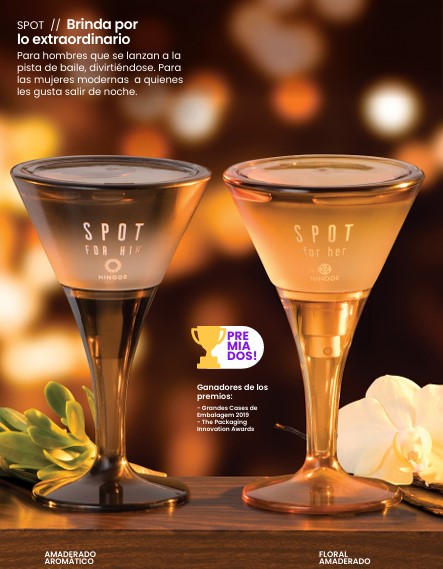 SPOT // Brinda por
lo extraordinario
Para hombres que se lanzan a la
pista de baile, divirtiéndose. Para
las mujeres modernas a quienes
les gusta salir de noche.
SPOT
FOR HIM
HINODE
SPOT
for her
HINODE
PRE
MIA
DOS!
Ganadores de los
premios:
- Grandes Cases de
Embalagem 2019
- The Packaging
Innovation Awards
AMADERADO
AROMÁTICO
FLORAL
AMADERADO